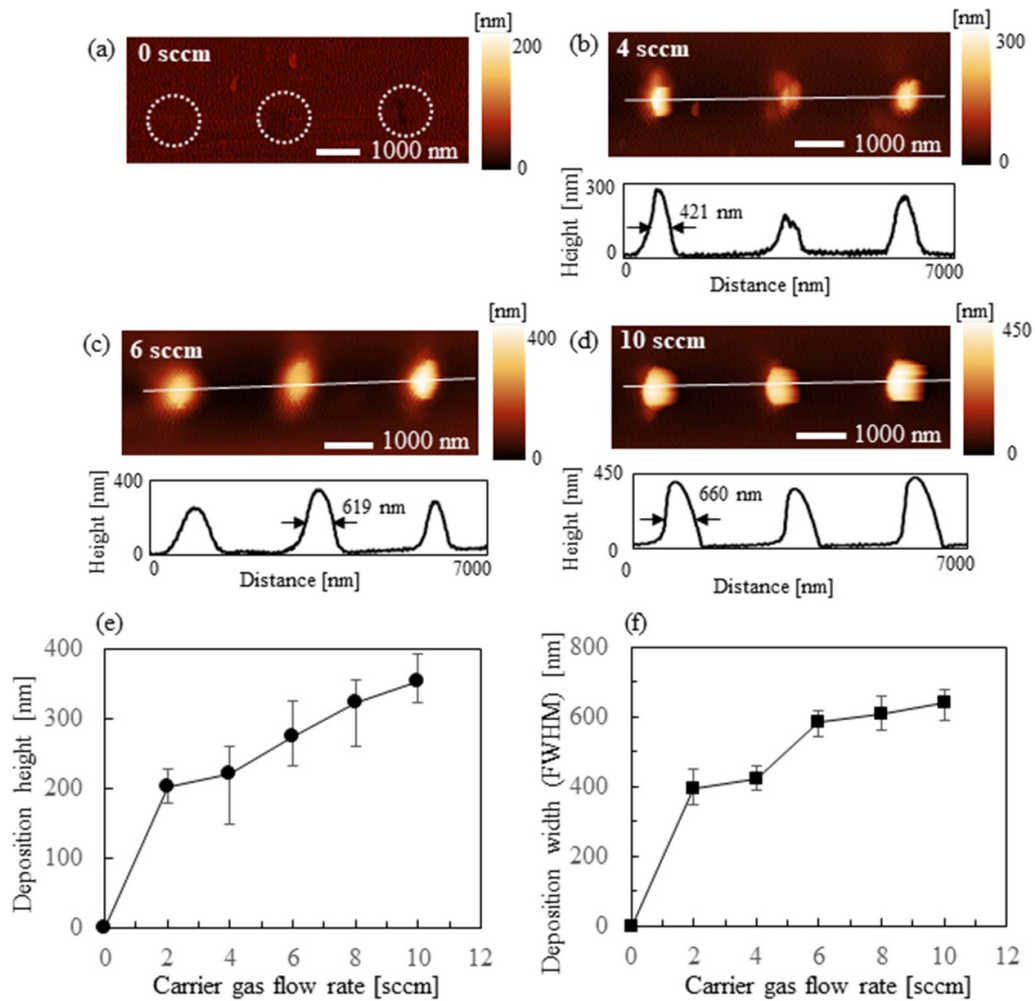 (a)
0 sccm
1000 nm
[nm]
200
0
(b)
4 sccm
1000 nm
[nm]
300
0
Height [nm]
300
0
421 nm
0
7000
Distance [nm]
(c)
6 sccm
1000 nm
[nm]
400
0
Height [nm]
400
0
619 nm
0
7000
Distance [nm]
(d)
10 sccm
1000 nm
[nm]
450
0
Height [nm]
450
0
660 nm
0
7000
Distance [nm]
(e)
Deposition height [nm]
400
300
200
100
0
0 2 4 6 8 10 12
Carrier gas flow rate [sccm]
(f)
Deposition width (FWHM) [nm]
800
600
400
200
0
0 2 4 6 8 10 12
Carrier gas flow rate [sccm]